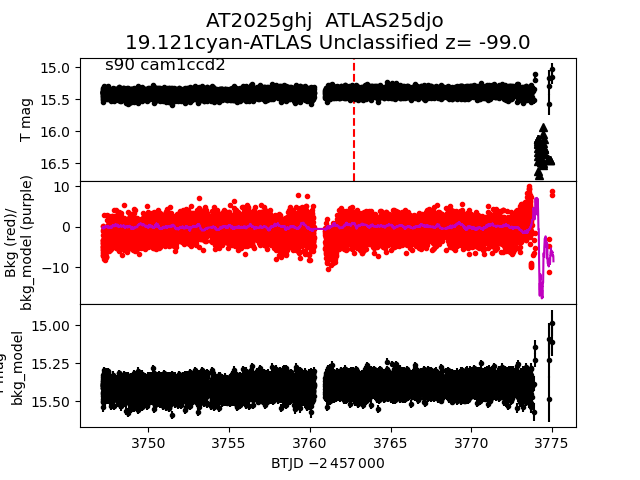 AT2025ghj  ATLAS25djo
19.121cyan-ATLAS Unclassified z= -99.0
s90 cam1ccd2
15.0
15.5
16.0
16.5
T mag
10
0
−10
Bkg (red)/
bkg_model (purple)
15.00
15.25
15.50
bkg_model
3750
3755
3760
3765
3770
3775
BTJD −2 457 000